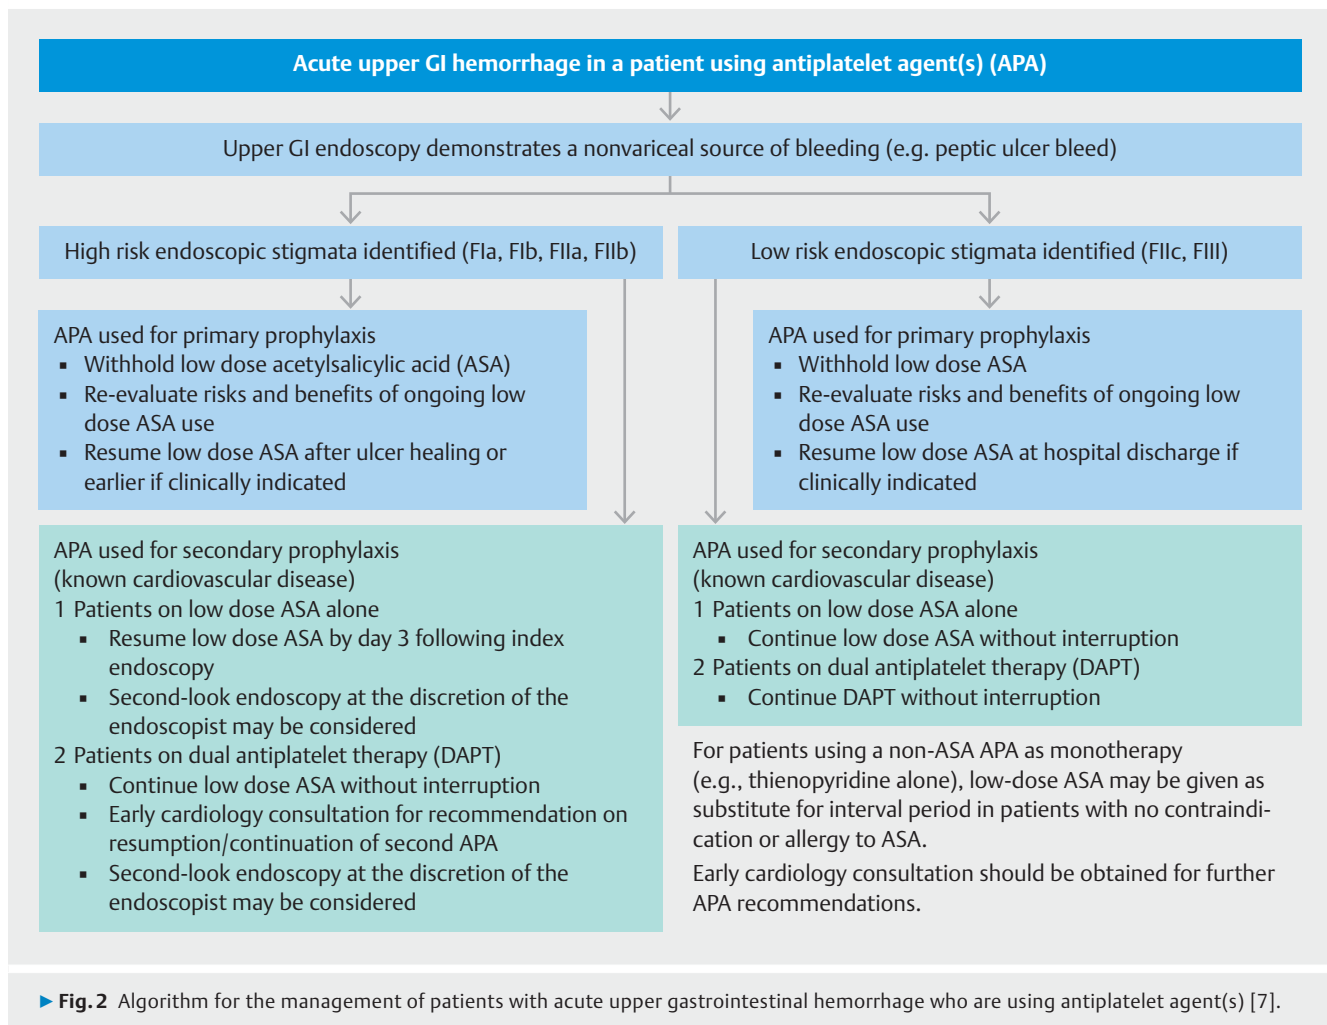 Acute upper GI hemorrhage in a patient using antiplatelet agent(s) (APA)
Upper GI endoscopy demonstrates a nonvariceal source of bleeding (e.g. peptic ulcer bleed)
High risk endoscopic stigmata identified (FIa, FIb, FIIa, FIIb)
Low risk endoscopic stigmata identified (FIIc, FIII)
APA used for primary prophylaxis
▪ Withhold low dose acetylsalicylic acid (ASA)
▪ Re-evaluate risks and benefits of ongoing low
dose ASA use
▪ Resume low dose ASA after ulcer healing or
earlier if clinically indicated
APA used for primary prophylaxis
▪ Withhold low dose ASA
▪ Re-evaluate risks and benefits of ongoing low
dose ASA use
▪ Resume low dose ASA at hospital discharge if
clinically indicated
APA used for secondary prophylaxis
(known cardiovascular disease)
1 Patients on low dose ASA alone
▪ Resume low dose ASA by day 3 following index
endoscopy
▪ Second-look endoscopy at the discretion of the
endoscopist may be considered
2 Patients on dual antiplatelet therapy (DAPT)
▪ Continue low dose ASA without interruption
▪ Early cardiology consultation for recommendation on
resumption/continuation of second APA
▪ Second-look endoscopy at the discretion of the
endoscopist may be considered
APA used for secondary prophylaxis
(known cardiovascular disease)
1 Patients on low dose ASA alone
▪ Continue low dose ASA without interruption
2 Patients on dual antiplatelet therapy (DAPT)
▪ Continue DAPT without interruption
For patients using a non-ASA APA as monotherapy
(e.g., thienopyridine alone), low-dose ASA may be given as
substitute for interval period in patients with no contraindi-
cation or allergy to ASA.
Early cardiology consultation should be obtained for further
APA recommendations.
▶ Fig. 2 Algorithm for the management of patients with acute upper gastrointestinal hemorrhage who are using antiplatelet agent(s) [7].